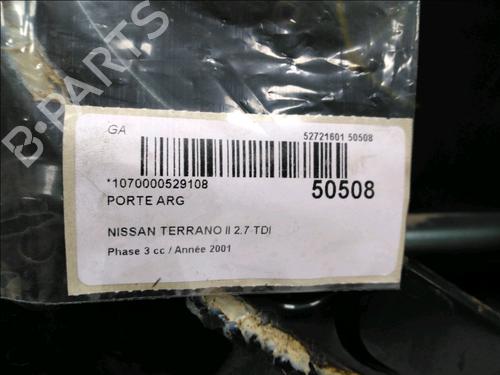 B-PARTS
GA
52721601 50508
*1070000529108
50508
PORTE ARG
NISSAN TERRANO II 2.7 TDI
Phase 3 cc / Année 2001